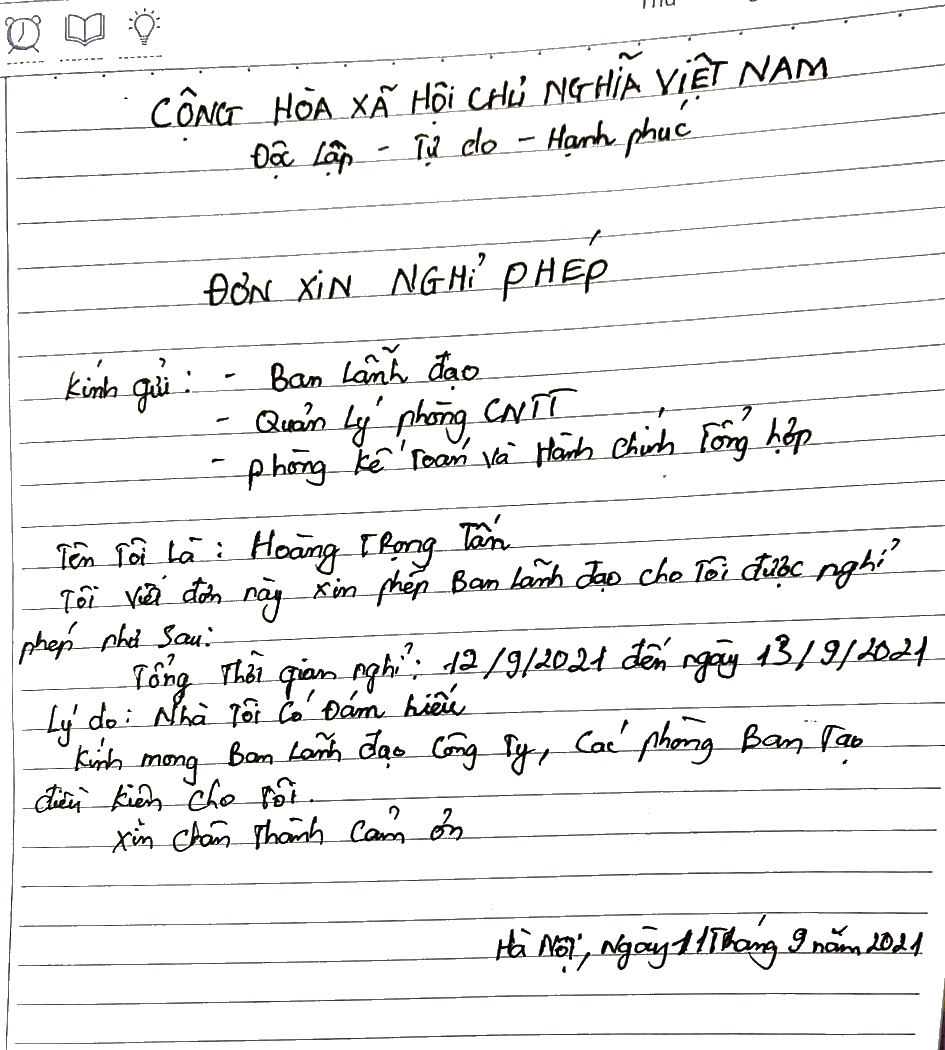 CỘNG HÒA XÃ HỘI CHỦ NGHĨA VIỆT NAM
Độc lập - Tự do - Hạnh phúc
ĐƠN XIN NGHỈ PHÉP
Kính gửi: - Ban lãnh đạo
- Quản lý phòng CNTT
- phòng kế toán và Hành chính Tổng hợp
Tên tôi là: Hoàng Trọng Tấn
Tôi viết đơn này xin phép Ban lãnh đạo cho tôi được nghỉ
phép như sau:
Tổng thời gian nghỉ: 12/9/2021 đến ngày 13/9/2021
Lý do: Nhà tôi có đám hiếu
Kính mong Ban lãnh đạo công ty, các phòng Ban tạo
điều kiện cho tôi.
Xin chân thành cảm ơn
Hà Nội, ngày 11 tháng 9 năm 2021